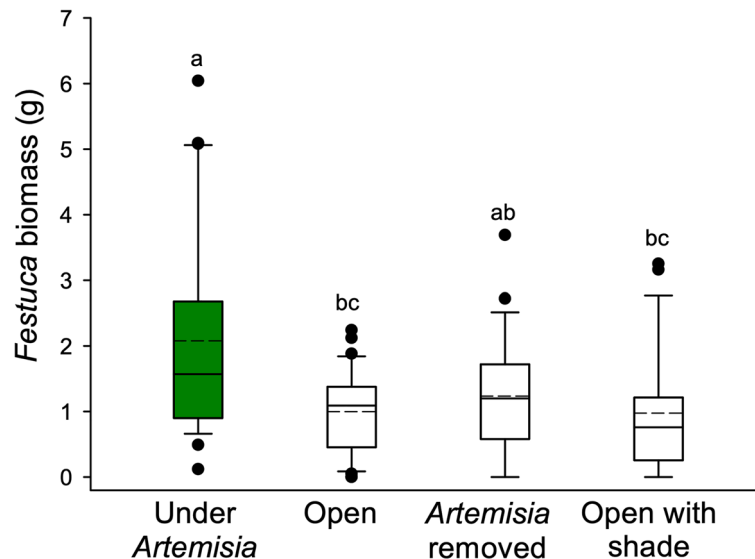 7
6
5
4
3
2
1
0
Festuca biomass (g)
a
bc
ab
bc
Under
Artemisia
Open
Artemisia
removed
Open with
shade